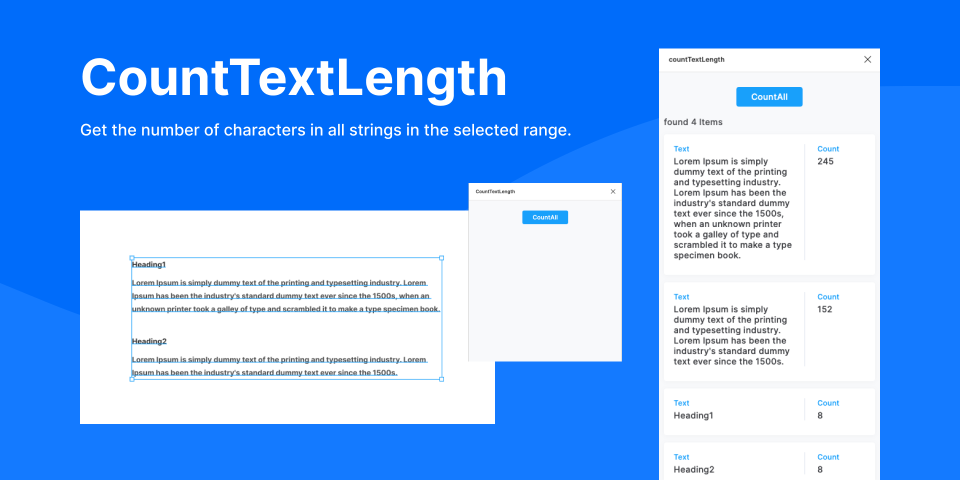 CountTextLength
Get the number of characters in all strings in the selected range.
Heading1
Lorem Ipsum is simply dummy text of the printing and typesetting industry. Lorem
Ipsum has been the industry's standard dummy text ever since the 1500s, when an
unknown printer took a galley of type and scrambled it to make a type specimen book.
Heading2
Lorem Ipsum is simply dummy text of the printing and typesetting industry. Lorem
Ipsum has been the industry's standard dummy text ever since the 1500s.
CountTextLength
CountAll
countTextLength
CountAll
found 4 Items
Text
Lorem Ipsum is simply
dummy text of the printing
and typesetting industry.
Lorem Ipsum has been the
industry's standard dummy
text ever since the 1500s,
when an unknown printer
took a galley of type and
scrambled it to make a type
specimen book.
Count
245
Text
Lorem Ipsum is simply
dummy text of the printing
and typesetting industry.
Lorem Ipsum has been the
industry's standard dummy
text ever since the 1500s.
Count
152
Text
Heading1
Count
8
Text
Heading2
Count
8